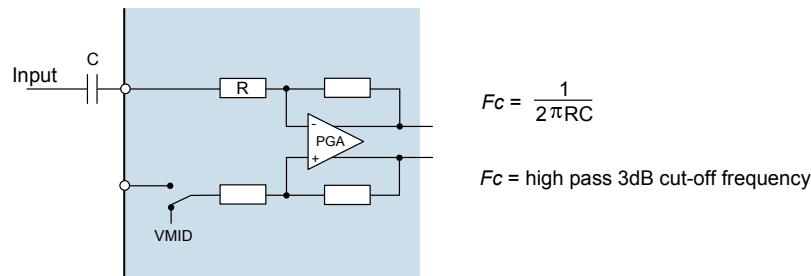 C
Input
R
-
PGA
+
VMID
Fc = 1 / 2πRC
Fc = high pass 3dB cut-off frequency